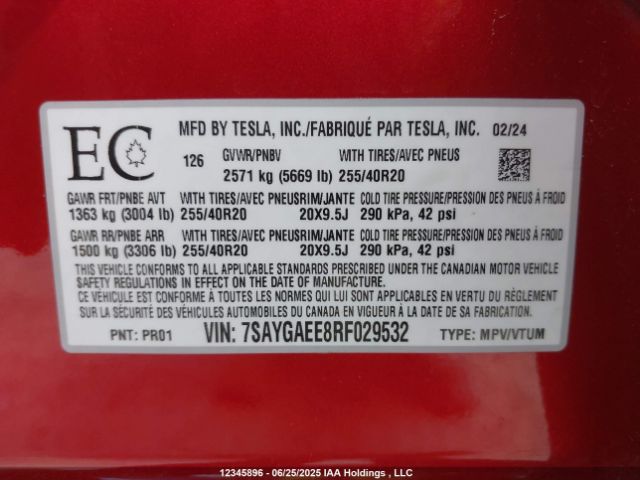 EC
MFD BY TESLA, INC./FABRIQUÉ PAR TESLA, INC. 02/24
126
GVWR/PNBV WITH TIRES/AVEC PNEUS
2571 kg (5669 lb) 255/40R20
GAWR FRT/PNBE AVT WITH TIRES/AVEC PNEUS RIM/JANTE COLD TIRE PRESSURE/PRESSION DES PNEUS À FROID
1363 kg (3004 lb) 255/40R20 20X9.5J 290 kPa, 42 psi
GAWR RR/PNBE ARR WITH TIRES/AVEC PNEUS RIM/JANTE COLD TIRE PRESSURE/PRESSION DES PNEUS À FROID
1500 kg (3306 lb) 255/40R20 20X9.5J 290 kPa, 42 psi
THIS VEHICLE CONFORMS TO ALL APPLICABLE STANDARDS PRESCRIBED UNDER THE CANADIAN MOTOR VEHICLE
SAFETY REGULATIONS IN EFFECT ON THE DATE OF MANUFACTURE.
CE VÉHICULE EST CONFORME À TOUTES LES NORMES QUI LUI SONT APPLICABLES EN VERTU DU RÈGLEMENT
SUR LA SÉCURITÉ DES VÉHICULES AUTOMOBILES DU CANADA EN VIGUEUR À LA DATE DE SA FABRICATION.
PNT: PR01 VIN: 7SAYGAEE8RF029532 TYPE: MPV/VTUM
12345896 - 06/25/2025 IAA Holdings , LLC